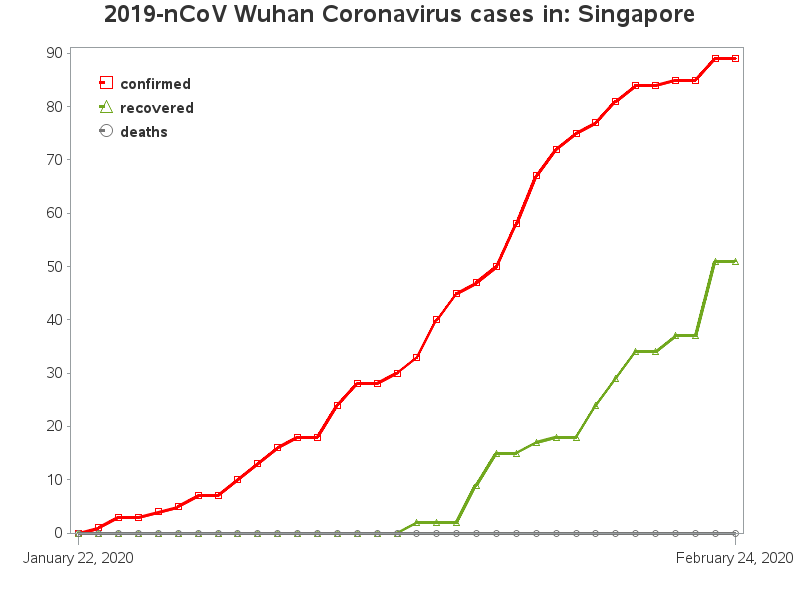 2019-nCoV Wuhan Coronavirus cases in: Singapore
90
confirmed
recovered
deaths
80
70
60
50
40
30
20
10
0
January 22, 2020
February 24, 2020